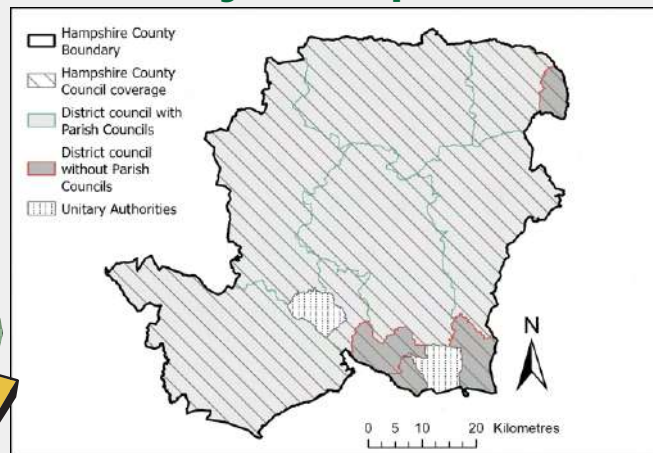 Hampshire County
Boundary
Hampshire County
Council coverage
District council with
Parish Councils
District council
without Parish
Councils
Unitary Authorities
N
0 5 10 20 Kilometres